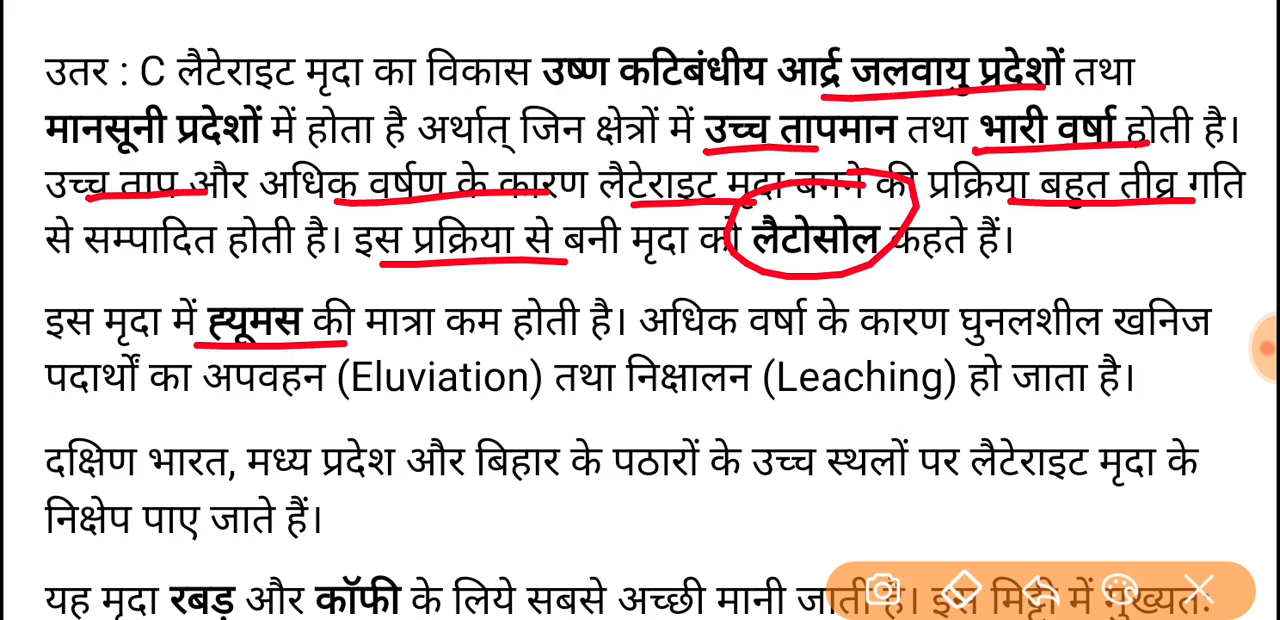 उतर : C लैटेराइट मृदा का विकास उष्ण कटिबंधीय आर्द्र जलवायु प्रदेशों तथा
मानसूनी प्रदेशों में होता है अर्थात् जिन क्षेत्रों में उच्च तापमान तथा भारी वर्षा होती है।
उच्च ताप और अधिक वर्षण के कारण लैटेराइट मृदा बनने की प्रक्रिया बहुत तीव्र गति
से सम्पादित होती है। इस प्रक्रिया से बनी मृदा को लैटोसोल कहते हैं।
इस मृदा में ह्यूमस की मात्रा कम होती है। अधिक वर्षा के कारण घुनलशील खनिज
पदार्थों का अपवहन (Eluviation) तथा निक्षालन (Leaching) हो जाता है।
दक्षिण भारत, मध्य प्रदेश और बिहार के पठारों के उच्च स्थलों पर लैटेराइट मृदा के
निक्षेप पाए जाते हैं।
यह मृदा रबड़ और कॉफी के लिये सबसे अच्छी मानी जाती है। इस मिट्टी में मुख्यतः